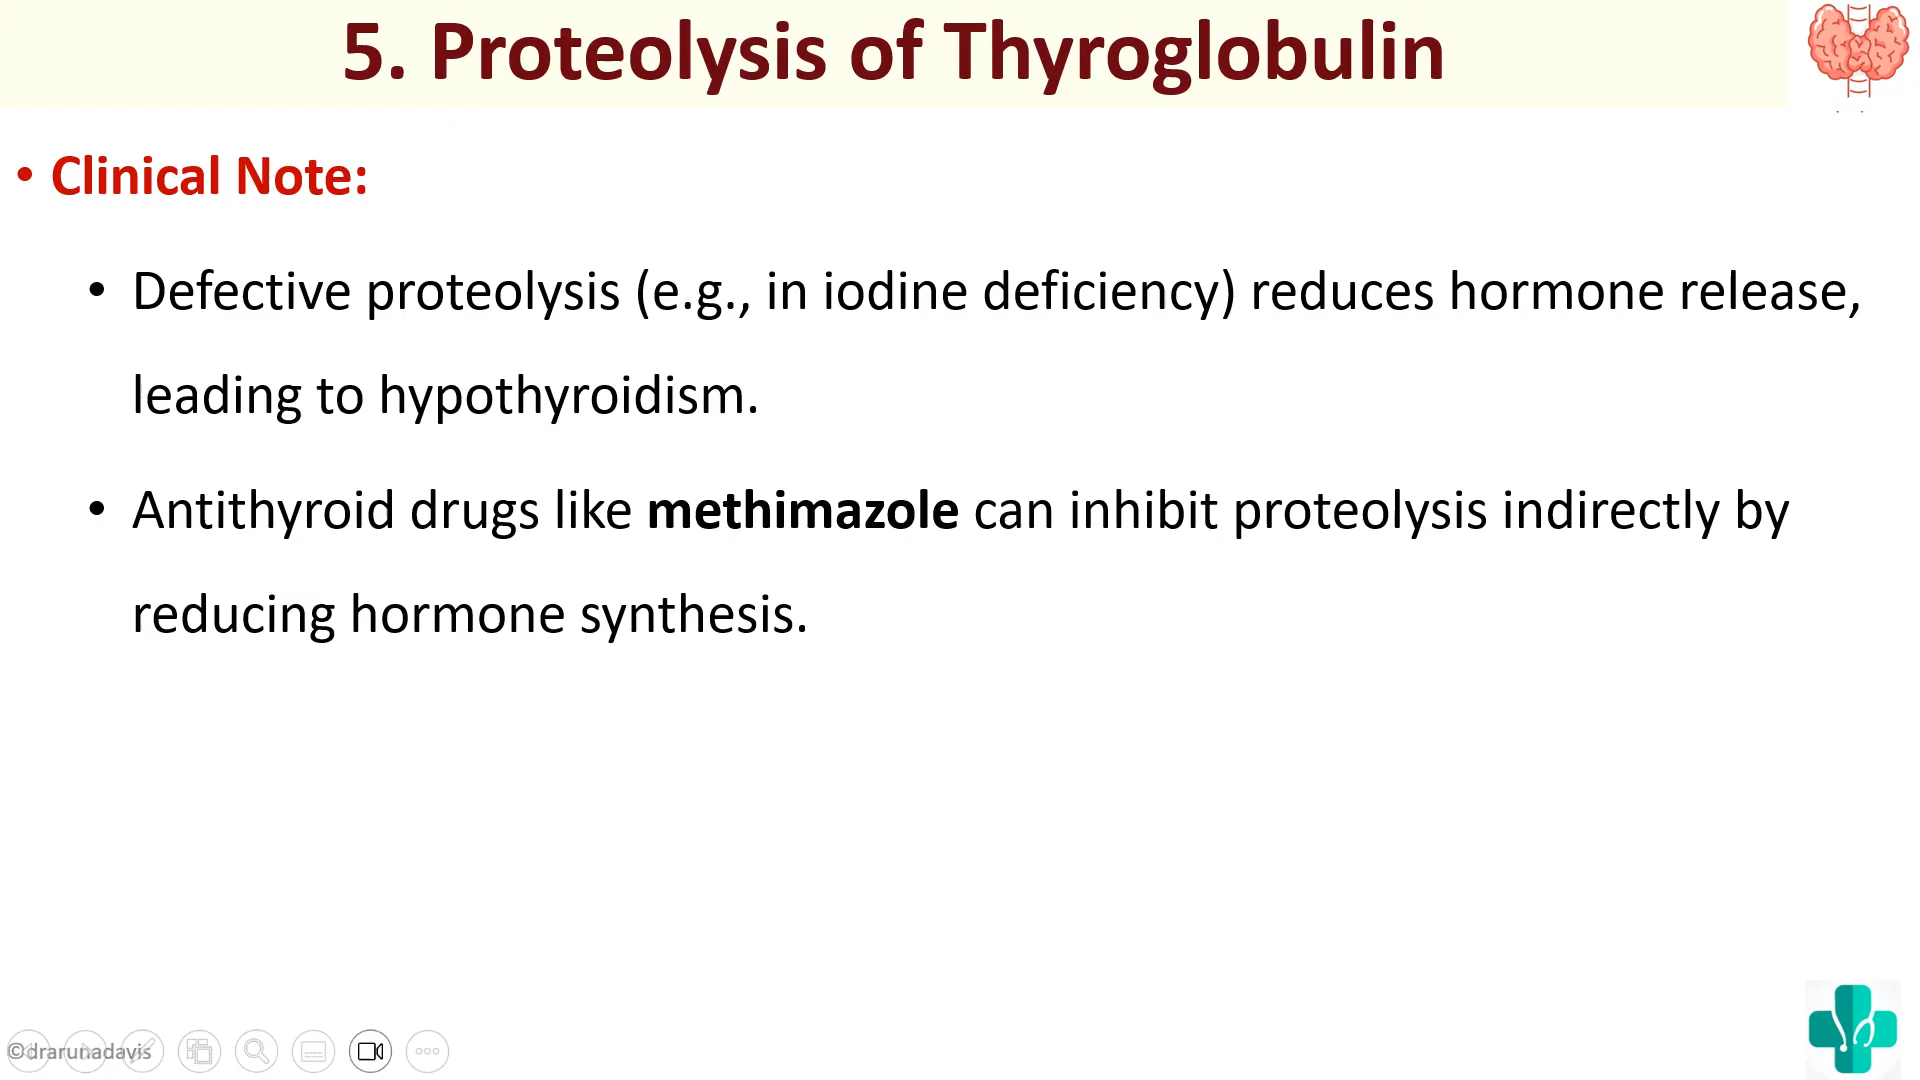 5. Proteolysis of Thyroglobulin
• Clinical Note:
• Defective proteolysis (e.g., in iodine deficiency) reduces hormone release,
leading to hypothyroidism.
• Antithyroid drugs like methimazole can inhibit proteolysis indirectly by
reducing hormone synthesis.
©drarunadavis